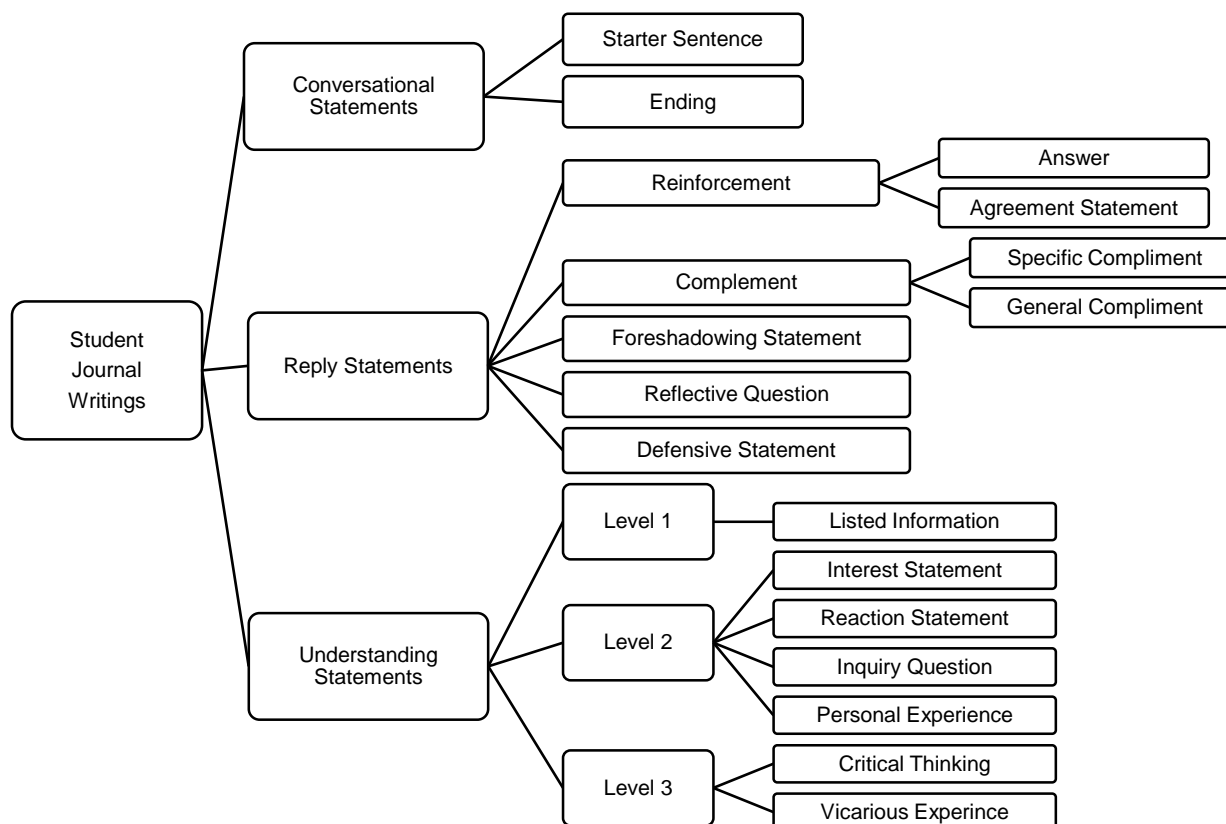 Starter Sentence
Conversational
Statements
Ending
Answer
Reinforcement
Agreement Statement
Specific Compliment
Complement
General Compliment
Student
Journal
Writings
Foreshadowing Statement
Reply Statements
Reflective Question
Defensive Statement
Level 1
Listed Information
Interest Statement
Reaction Statement
Level 2
Understanding
Statements
Inquiry Question
Personal Experience
Critical Thinking
Level 3
Vicarious Experince